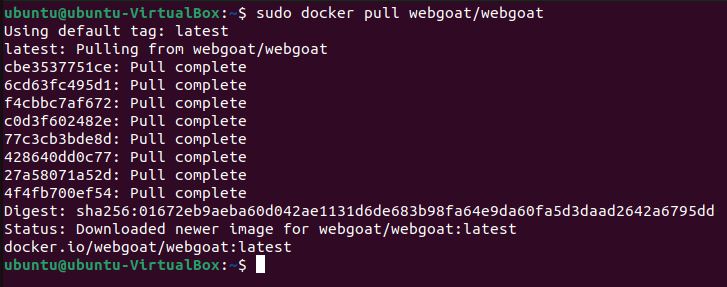 ubuntu@ubuntu-VirtualBox:~$ sudo docker pull webgoat/webgoat
Using default tag: latest
latest: Pulling from webgoat/webgoat
cbe3537751ce: Pull complete
6cd63fc495d1: Pull complete
f4cbbc7af672: Pull complete
c0d3f602482e: Pull complete
77c3cb3bde8d: Pull complete
428640dd0c77: Pull complete
27a58071a52d: Pull complete
4f4fb700ef54: Pull complete
Digest: sha256:01672eb9aeba60d042ae1131d6de683b98fa64e9da60fa5d3daad2642a6795dd
Status: Downloaded newer image for webgoat/webgoat:latest
docker.io/webgoat/webgoat:latest
ubuntu@ubuntu-VirtualBox:~$